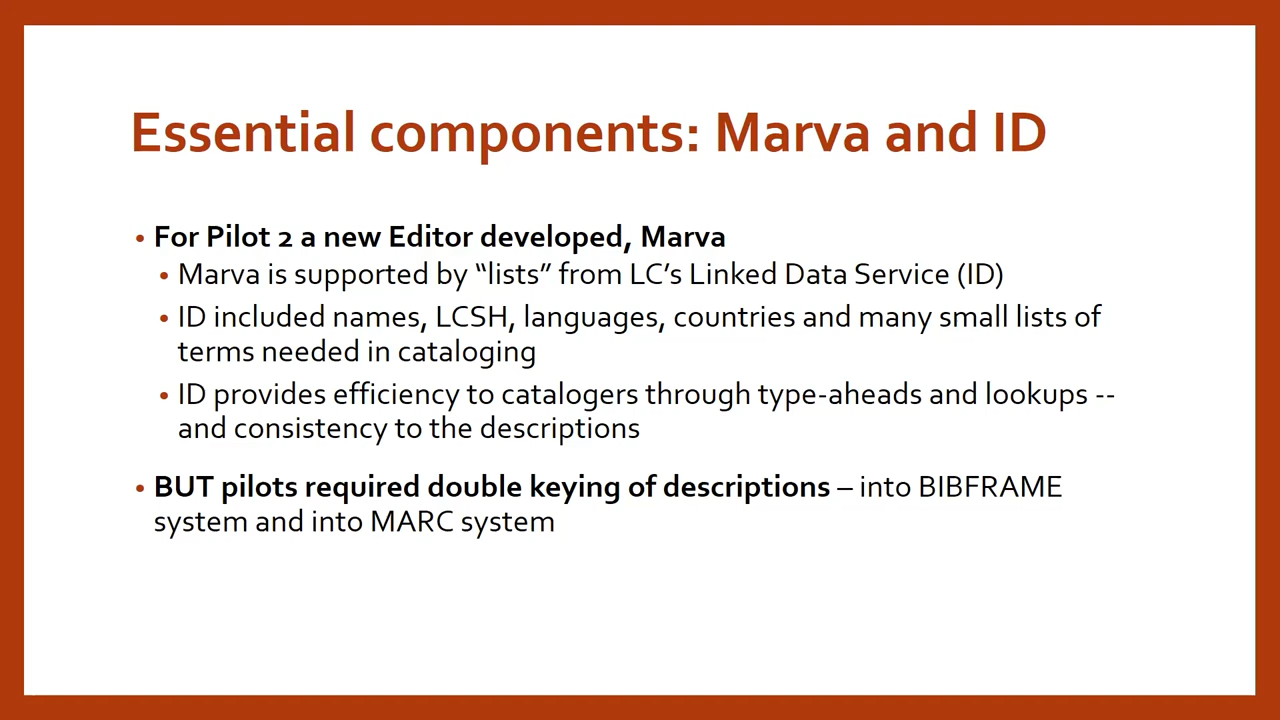 Essential components: Marva and ID
• For Pilot 2 a new Editor developed, Marva
• Marva is supported by “lists” from LC’s Linked Data Service (ID)
• ID included names, LCSH, languages, countries and many small lists of
terms needed in cataloging
• ID provides efficiency to catalogers through type-aheads and lookups --
and consistency to the descriptions
• BUT pilots required double keying of descriptions – into BIBFRAME
system and into MARC system